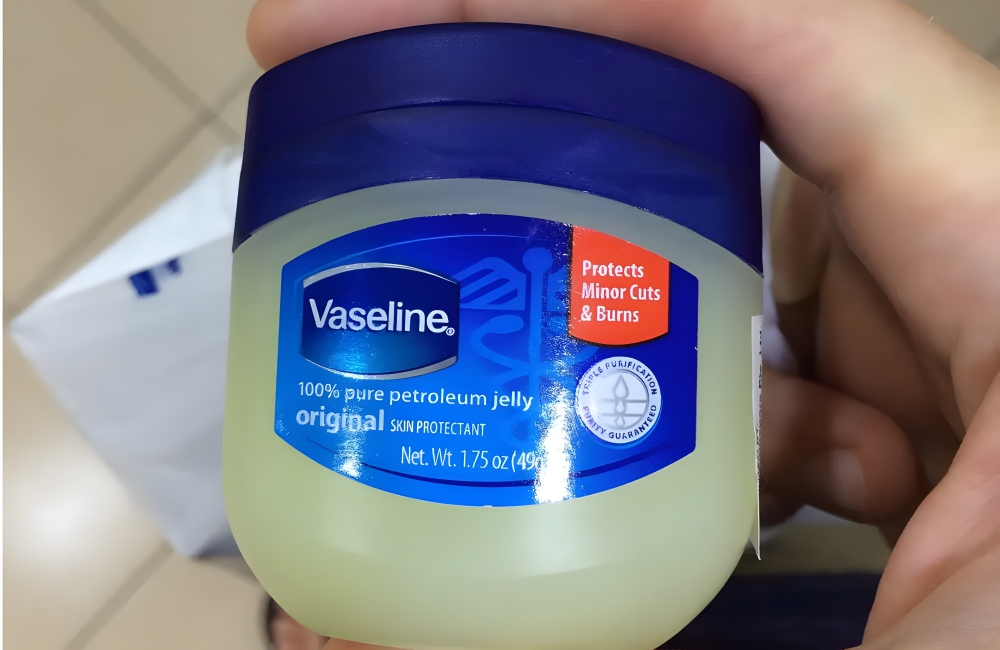 Vaseline®
Protects
Minor Cuts
& Burns
TRIPLE PURIFICATION
PURITY GUARANTEED
100% pure petroleum jelly
original SKIN PROTECTANT
Net. Wt. 1.75 oz (49g